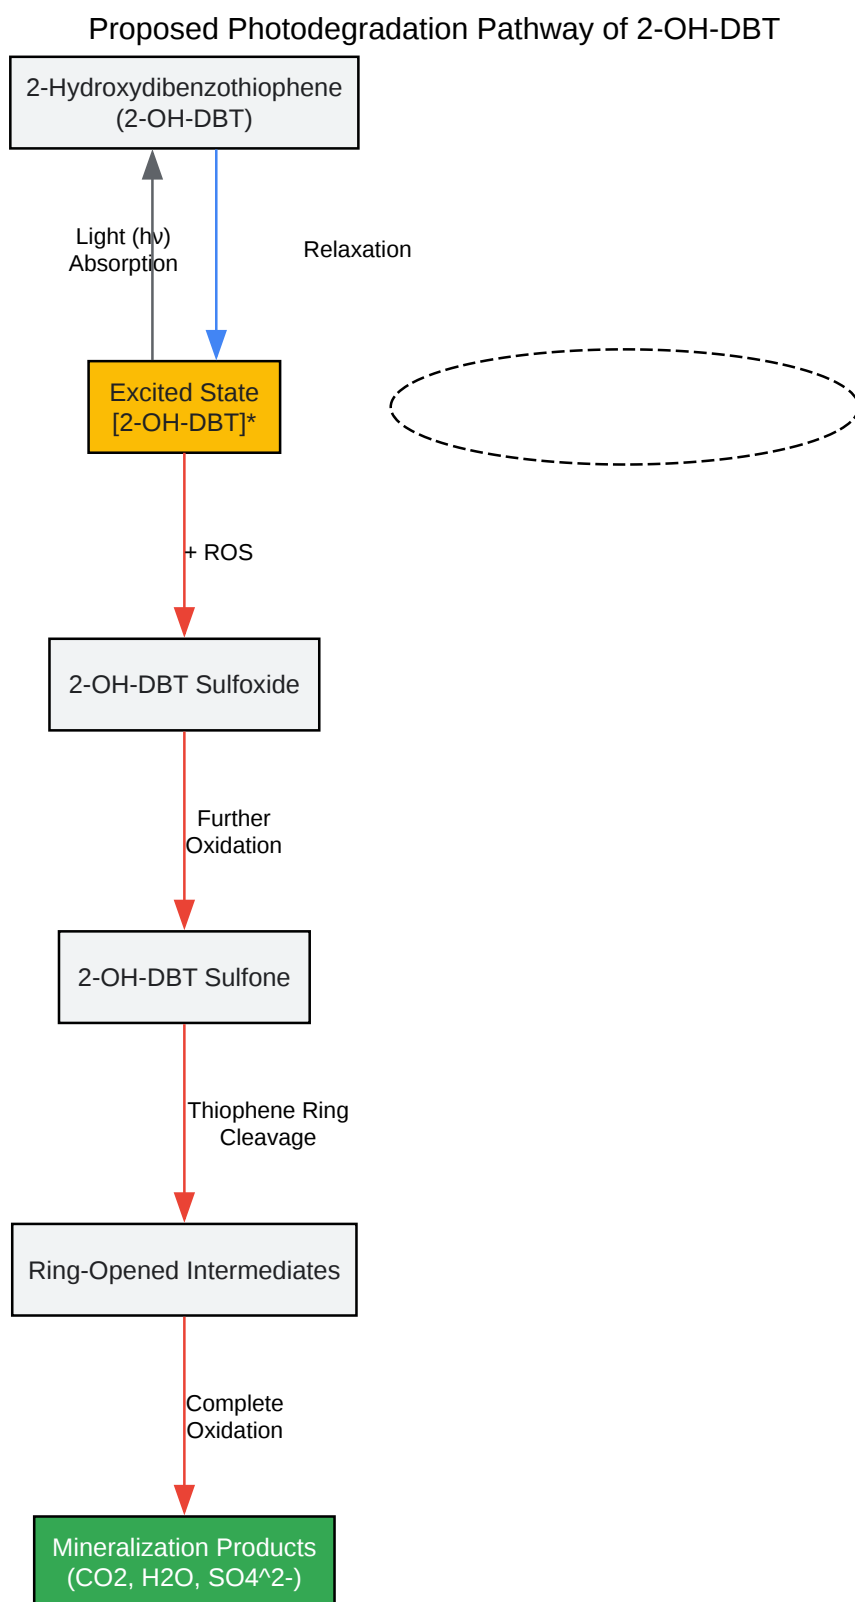 Proposed Photodegradation Pathway of 2-OH-DBT
2-Hydroxydibenzothiophene
(2-OH-DBT)
Light (hν)
Absorption
Relaxation
Excited State
[2-OH-DBT]*
+ ROS
2-OH-DBT Sulfoxide
Further
Oxidation
2-OH-DBT Sulfone
Thiophene Ring
Cleavage
Ring-Opened Intermediates
Complete
Oxidation
Mineralization Products
(CO2, H2O, SO4^2-)